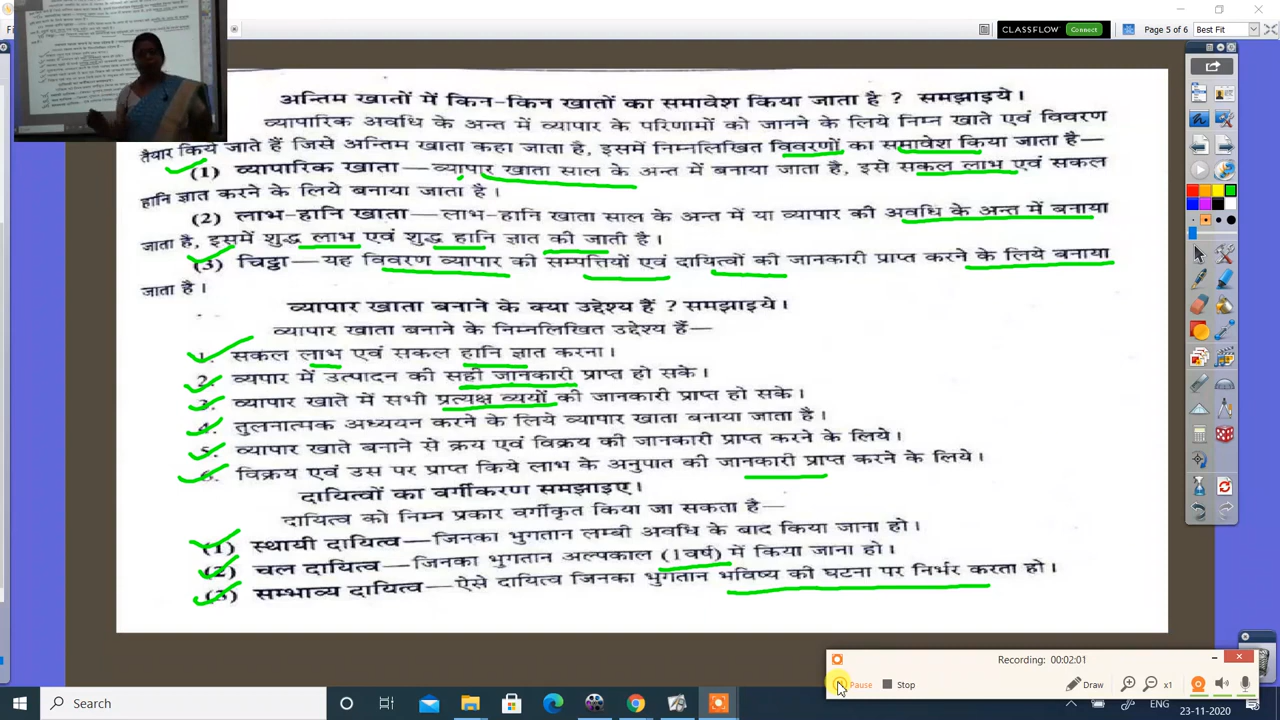 CLASSFLOW Connect
Page 5 of 6
Best Fit
अन्तिम खातों में किन-किन खातों का समावेश किया जाता है ? समझाइये।
व्यापारिक अवधि के अन्त में व्यापार के परिणामों को जानने के लिये निम्न खाते एवं विवरण
तैयार किये जाते हैं जिसे अन्तिम खाता कहा जाता है, इसमें निम्नलिखित विवरणों का समावेश किया जाता है—
(1) व्यापारिक खाता—व्यापार खाता साल के अन्त में बनाया जाता है, इसे सकल लाभ एवं सकल
हानि ज्ञात करने के लिये बनाया जाता है।
(2) लाभ-हानि खाता—लाभ-हानि खाता साल के अन्त में या व्यापार की अवधि के अन्त में बनाया
जाता है, इसमें शुद्ध लाभ एवं शुद्ध हानि ज्ञात की जाती है।
(3) चिट्ठा—यह विवरण व्यापार की सम्पत्तियों एवं दायित्वों की जानकारी प्राप्त करने के लिये बनाया
जाता है।
व्यापार खाता बनाने के क्या उद्देश्य हैं ? समझाइये।
व्यापार खाता बनाने के निम्नलिखित उद्देश्य हैं—
1. सकल लाभ एवं सकल हानि ज्ञात करना।
2. व्यपार में उत्पादन की सही जानकारी प्राप्त हो सके।
3. व्यापार खाते में सभी प्रत्यक्ष व्ययों की जानकारी प्राप्त हो सके।
4. तुलनात्मक अध्ययन करने के लिए व्यापार खाता बनाया जाता है।
5. व्यापार खाते बनाने से क्रय एवं विक्रय की जानकारी प्राप्त करने के लिये।
6. विक्रय एवं उस पर प्राप्त किये लाभ के अनुपात की जानकारी प्राप्त करने के लिये।
दायित्वों का वर्गीकरण समझाइए।
दायित्व को निम्न प्रकार वर्गीकृत किया जा सकता है—
(1) स्थायी दायित्व—जिनका भुगतान लम्बी अवधि के बाद किया जाना हो।
(2) चल दायित्व—जिनका भुगतान अल्पकाल (1वर्ष) में किया जाना हो।
(3) सम्भाव्य दायित्व—ऐसे दायित्व जिनका भुगतान भविष्य की घटना पर निर्भर करता हो।
Recording: 00:02:01
Pause Stop Draw x1
Search
ENG
7:11 PM
23-11-2020